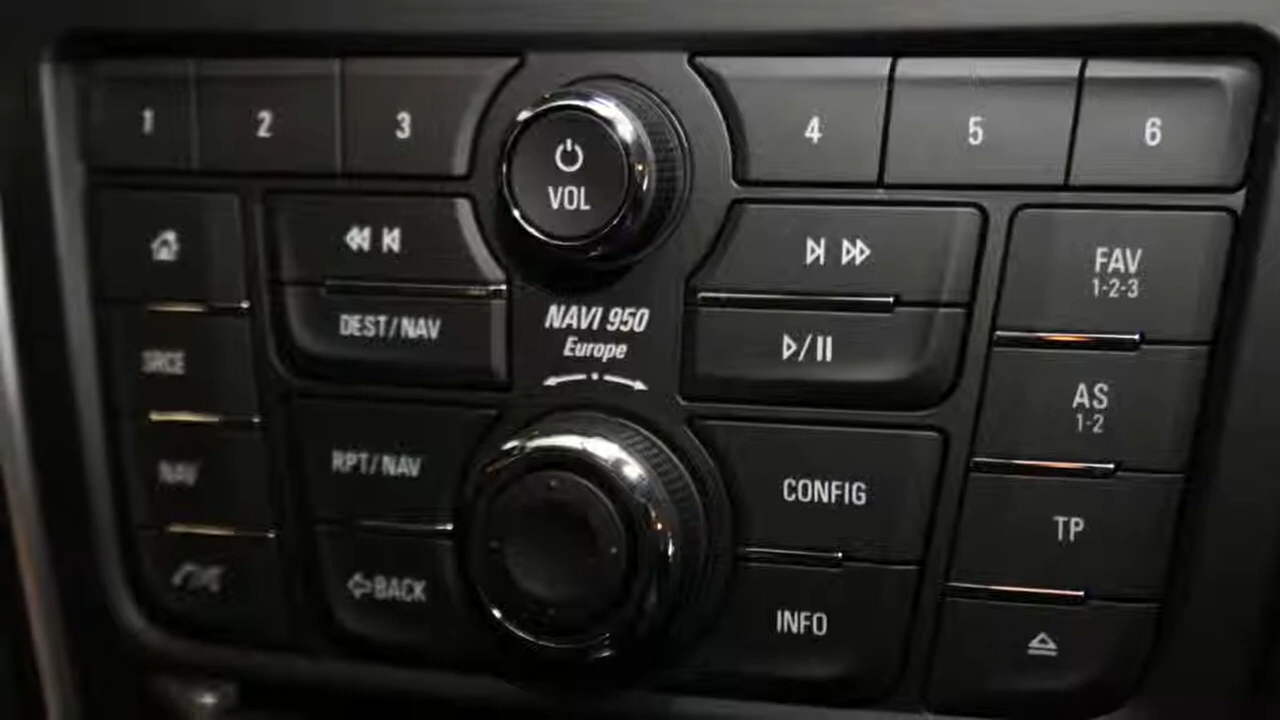 1
2
3
VOL
4
5
6
DEST/NAV
NAVI 950
Europe
FAV
1-2-3
SRCE
AS
1-2
NAV
RPT/NAV
CONFIG
TP
BACK
INFO